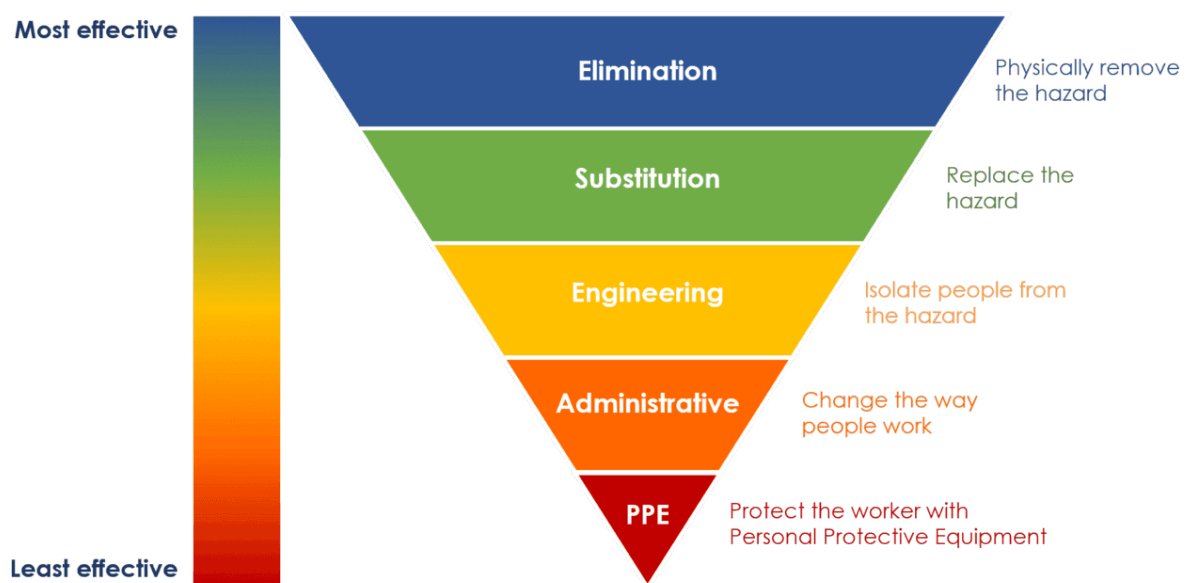 Most effective
Elimination
Physically remove
the hazard
Substitution
Replace the
hazard
Engineering
Isolate people from
the hazard
Administrative
Change the way
people work
PPE
Protect the worker with
Personal Protective Equipment
Least effective